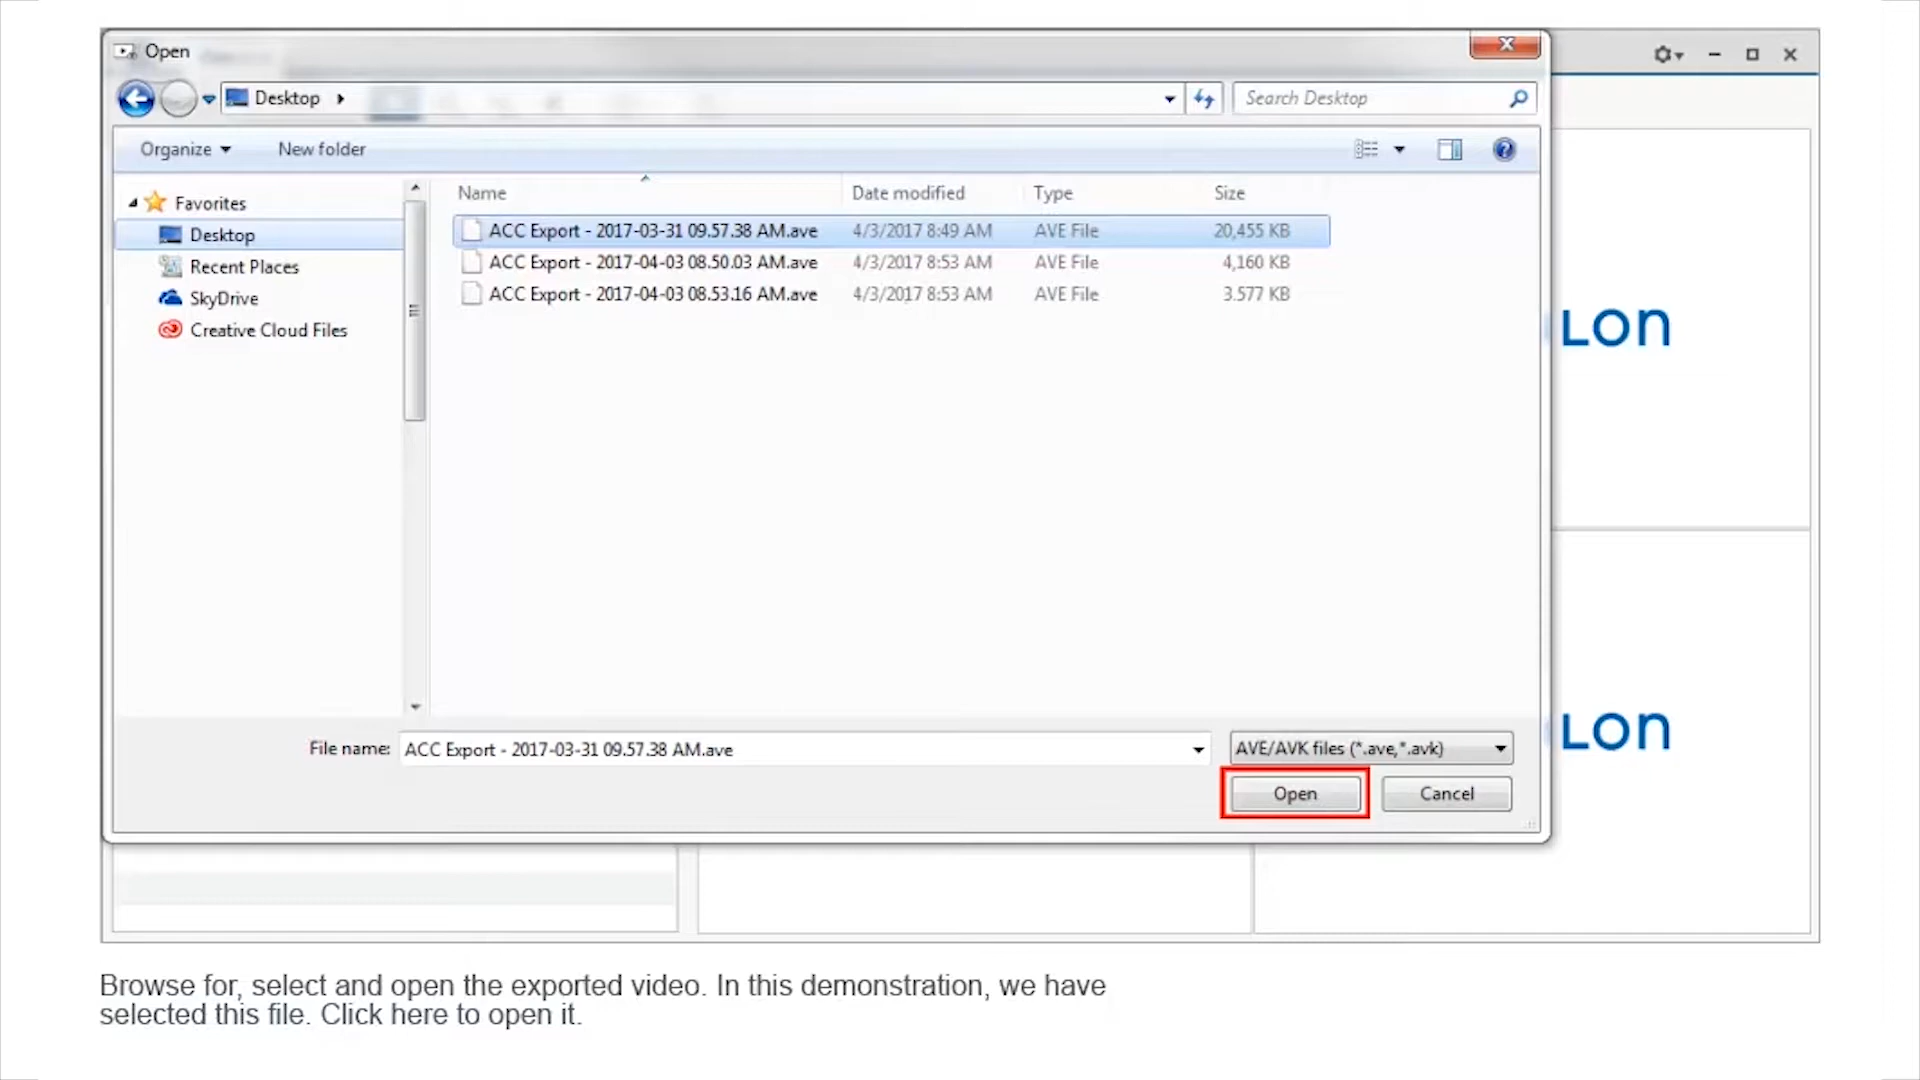 Open
Desktop
Search Desktop
Organize
New folder
Name
Date modified
Type
Size
Favorites
Desktop
Recent Places
SkyDrive
Creative Cloud Files
ACC Export - 2017-03-31 09.57.38 AM.ave
4/3/2017 8:49 AM
AVE File
20,455 KB
ACC Export - 2017-04-03 08.50.03 AM.ave
4/3/2017 8:53 AM
AVE File
4,160 KB
ACC Export - 2017-04-03 08.53.16 AM.ave
4/3/2017 8:53 AM
AVE File
3,577 KB
LON
LON
File name:
ACC Export - 2017-03-31 09.57.38 AM.ave
AVE/AVK files (*.ave,*.avk)
Open
Cancel
Browse for, select and open the exported video. In this demonstration, we have
selected this file. Click here to open it.